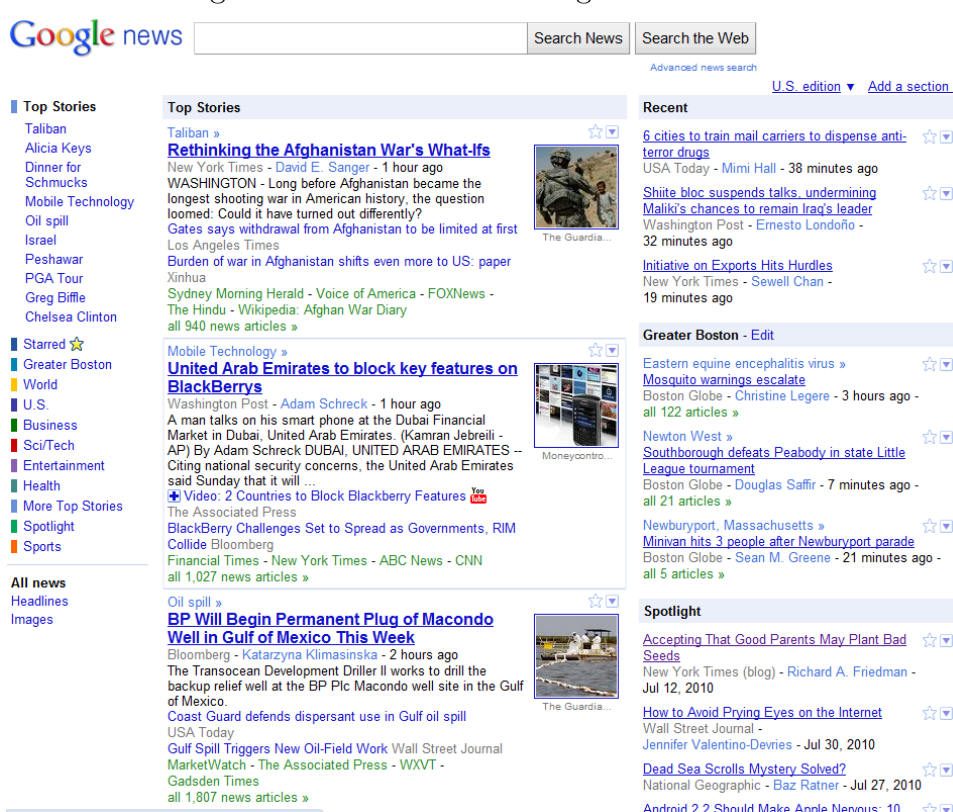 Google news
Search News
Search the Web
Advanced news search
U.S. edition ▼ Add a section
Top Stories
Taliban
Alicia Keys
Dinner for
Schmucks
Mobile Technology
Oil spill
Israel
Peshawar
PGA Tour
Greg Biffle
Chelsea Clinton
Starred
Greater Boston
World
U.S.
Business
Sci/Tech
Entertainment
Health
More Top Stories
Spotlight
Sports
All news
Headlines
Images
Top Stories
Taliban »
Rethinking the Afghanistan War's What-Ifs
New York Times - David E. Sanger - 1 hour ago
WASHINGTON - Long before Afghanistan became the
longest shooting war in American history, the question
loomed: Could it have turned out differently?
Gates says withdrawal from Afghanistan to be limited at first
Los Angeles Times
Burden of war in Afghanistan shifts even more to US: paper
Xinhua
Sydney Morning Herald - Voice of America - FOXNews -
The Hindu - Wikipedia: Afghan War Diary
all 940 news articles »
The Guardia...
Mobile Technology »
United Arab Emirates to block key features on
BlackBerrys
Washington Post - Adam Schreck - 1 hour ago
A man talks on his smart phone at the Dubai Financial
Market in Dubai, United Arab Emirates. (Kamran Jebreili -
AP) By Adam Schreck DUBAI, UNITED ARAB EMIRATES --
Citing national security concerns, the United Arab Emirates
said Sunday that it will ...
Video: 2 Countries to Block Blackberry Features You Tube
The Associated Press
BlackBerry Challenges Set to Spread as Governments, RIM
Collide Bloomberg
Financial Times - New York Times - ABC News - CNN
all 1,027 news articles »
Moneycontro...
Oil spill »
BP Will Begin Permanent Plug of Macondo
Well in Gulf of Mexico This Week
Bloomberg - Katarzyna Klimasinska - 2 hours ago
The Transocean Development Driller II works to drill the
backup relief well at the BP Plc Macondo well site in the Gulf
of Mexico.
Coast Guard defends dispersant use in Gulf oil spill
USA Today
Gulf Spill Triggers New Oil-Field Work Wall Street Journal
MarketWatch - The Associated Press - WXVT -
Gadsden Times
all 1,807 news articles »
The Guardia...
Recent
6 cities to train mail carriers to dispense anti-
terror drugs
USA Today - Mimi Hall - 38 minutes ago
Shiite bloc suspends talks, undermining
Maliki's chances to remain Iraq's leader
Washington Post - Ernesto Londoño -
32 minutes ago
Initiative on Exports Hits Hurdles
New York Times - Sewell Chan -
19 minutes ago
Greater Boston - Edit
Eastern equine encephalitis virus »
Mosquito warnings escalate
Boston Globe - Christine Legere - 3 hours ago -
all 122 articles »
Newton West »
Southborough defeats Peabody in state Little
League tournament
Boston Globe - Douglas Saffir - 7 minutes ago -
all 21 articles »
Newburyport, Massachusetts »
Minivan hits 3 people after Newburyport parade
Boston Globe - Sean M. Greene - 21 minutes ago -
all 5 articles »
Spotlight
Accepting That Good Parents May Plant Bad
Seeds
New York Times (blog) - Richard A. Friedman -
Jul 12, 2010
How to Avoid Prying Eyes on the Internet
Wall Street Journal -
Jennifer Valentino-Devries - Jul 30, 2010
Dead Sea Scrolls Mystery Solved?
National Geographic - Baz Ratner - Jul 27, 2010
Android 2.2 Should Make Apple Nervous: 10